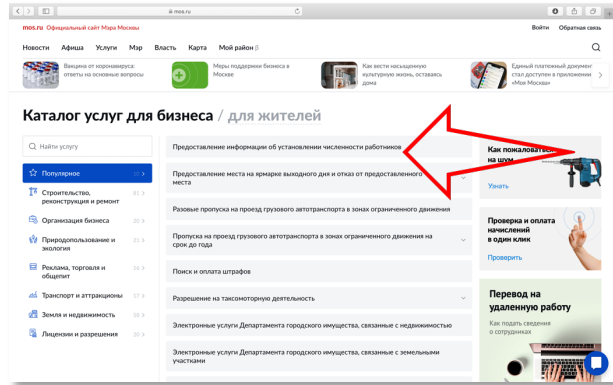 mos.ru
mos.ru Официальный сайт Мэра Москвы
Войти Обратная связь
Новости Афиша Услуги Мэр Власть Карта Мой район β
Вакцина от коронавируса:
ответы на основные вопросы
Меры поддержки бизнеса в
Москве
Как вести насыщенную
культурную жизнь, оставаясь
дома
Единый платежный документ
стал доступен в приложении
«Моя Москва»
Каталог услуг для бизнеса / для жителей
Найти услугу
Популярное
Строительство,
реконструкция и ремонт
Организация бизнеса
Природопользование и
экология
Реклама, торговля и
общепит
Транспорт и аттракционы
Земля и недвижимость
Лицензии и разрешения
Предоставление информации об установлении численности работников
Предоставление места на ярмарке выходного дня и отказ от предоставленного
места
Разовые пропуска на проезд грузового автотранспорта в зонах ограниченного движения
Пропуска на проезд грузового автотранспорта в зонах ограниченного движения на
срок до года
Поиск и оплата штрафов
Разрешение на таксомоторную деятельность
Электронные услуги Департамента городского имущества, связанные с недвижимостью
Электронные услуги Департамента городского имущества, связанные с земельными
участками
Как пожаловаться
на шум
Узнать
Проверка и оплата
начислений
в один клик
Проверить
Перевод на
удаленную работу
Как подать сведения
о сотрудниках